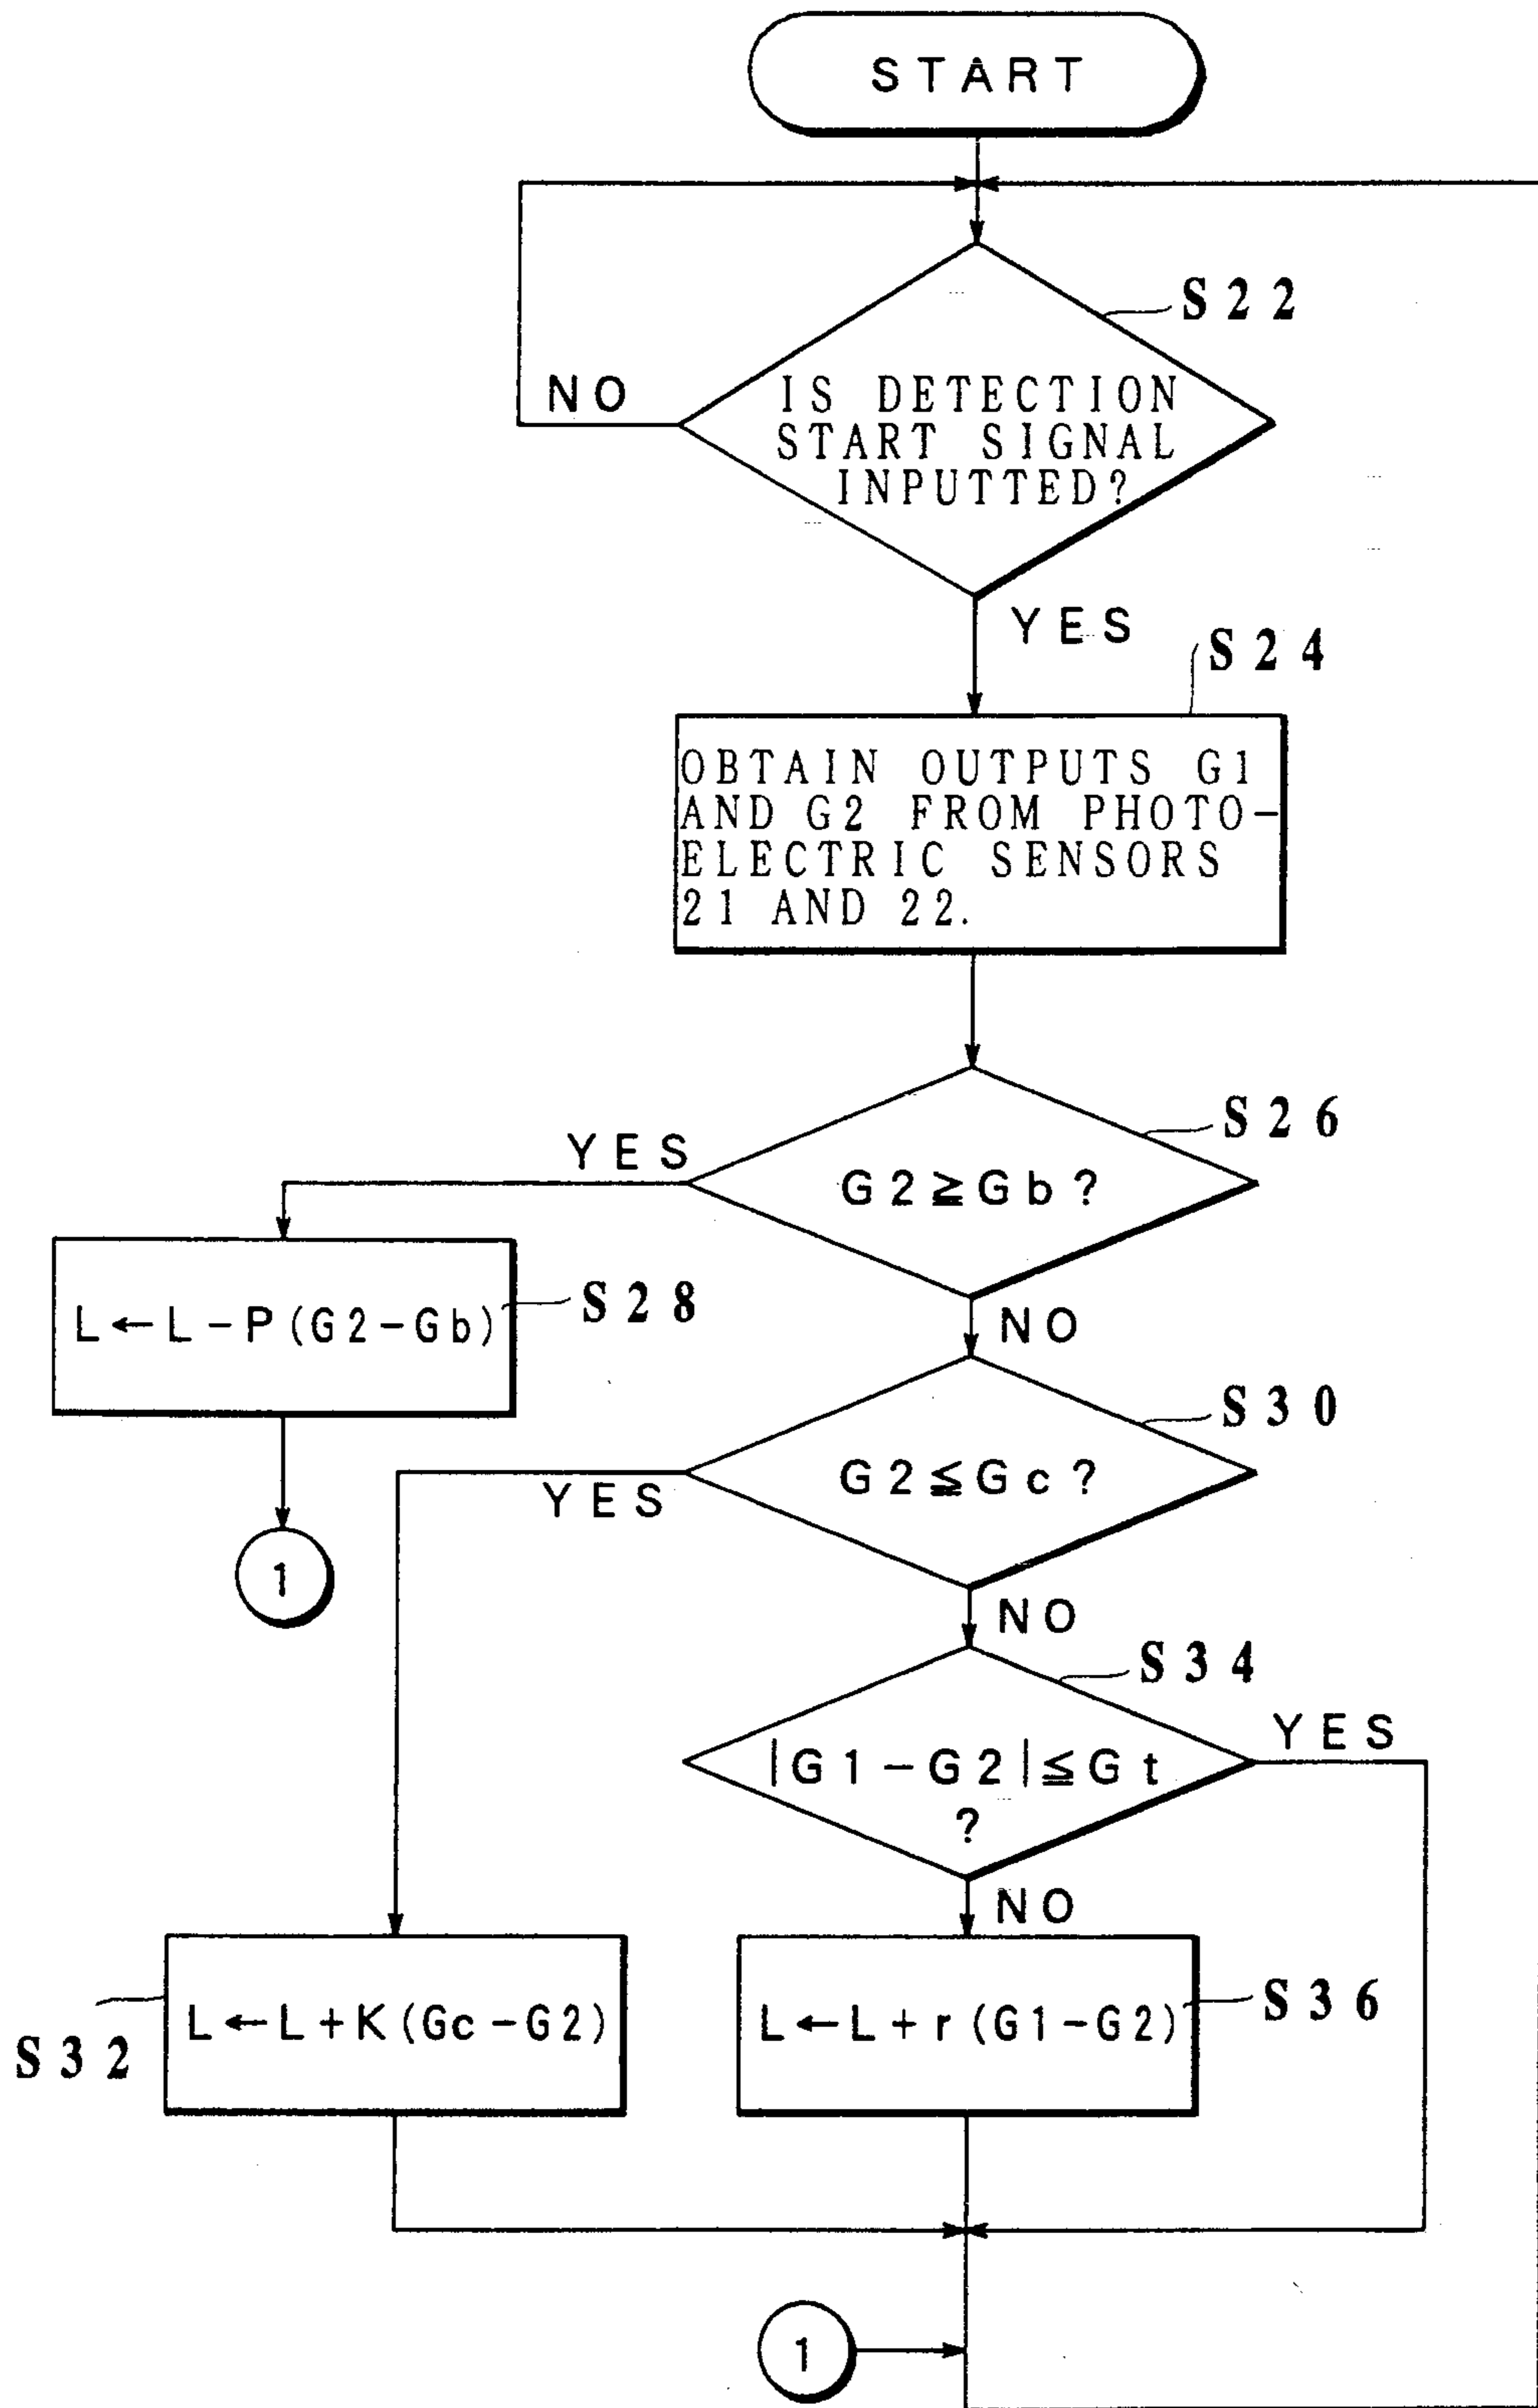 START
S22
NO
IS DETECTION
START SIGNAL
INPUTTED?
YES
S24
OBTAIN OUTPUTS G1
AND G2 FROM PHOTO-
ELECTRIC SENSORS
21 AND 22.
S26
YES
G2≧Gb?
S28
L←L-P(G2-Gb)
NO
S30
G2≦Gc?
YES
1
NO
S34
YES
|G1-G2|≦Gt
?
NO
S36
L←L+K(Gc-G2)
L←L+r(G1-G2)
S32
1